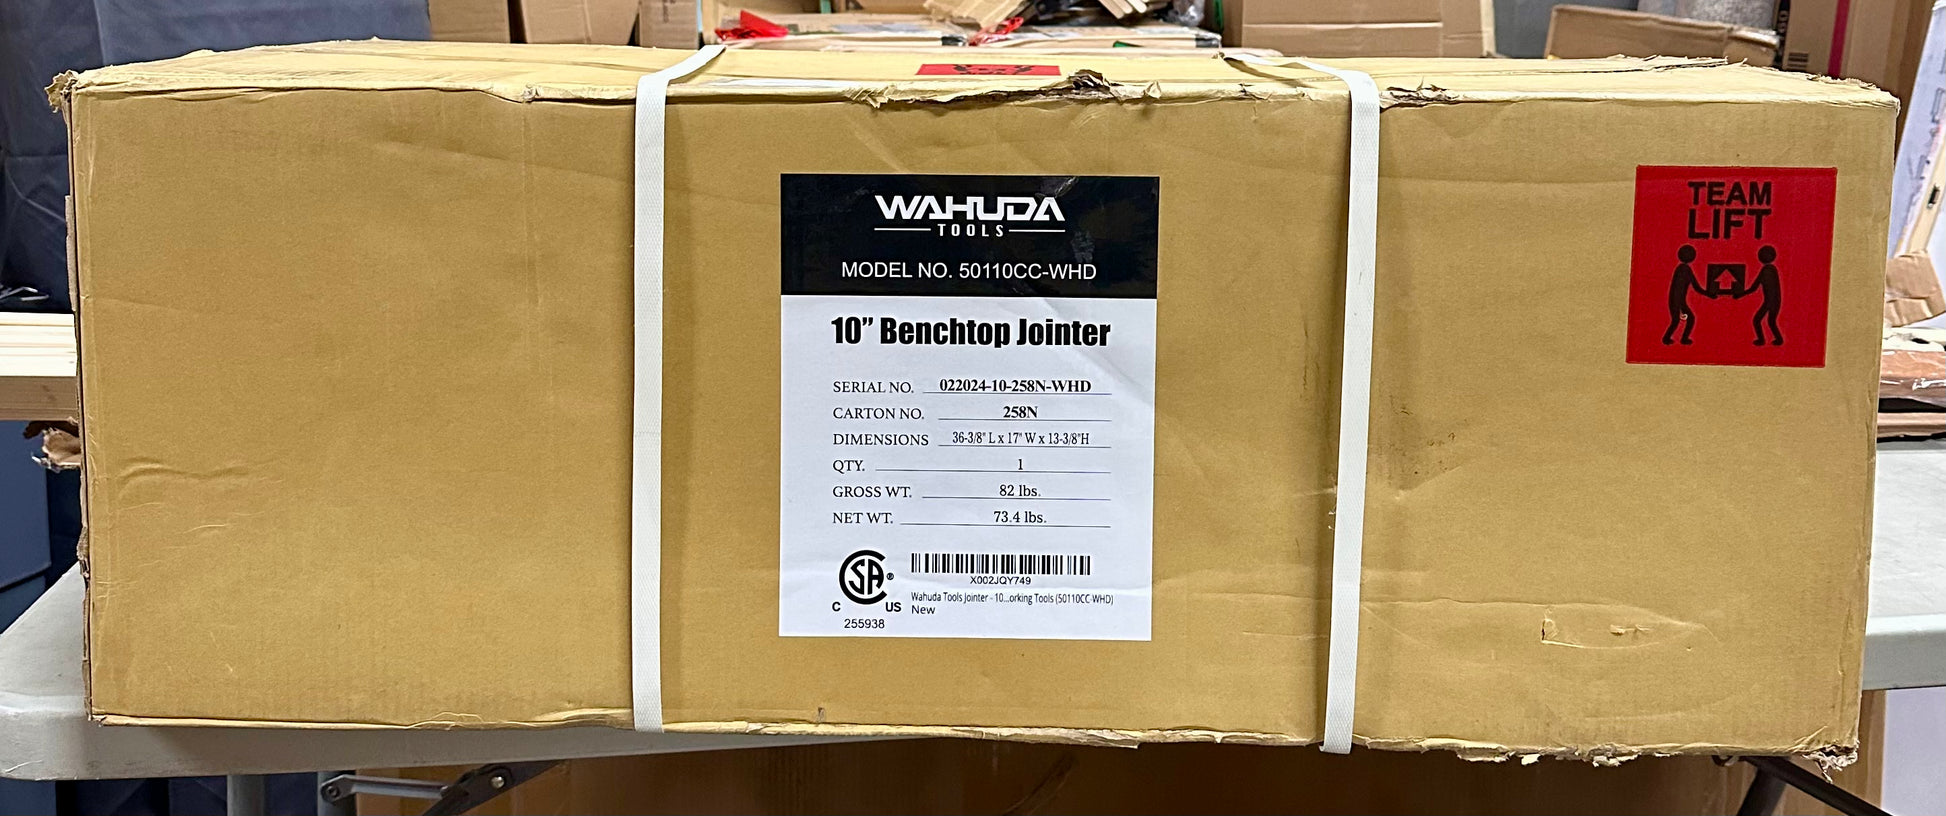 WAHUDA
TOOLS
MODEL NO. 50110CC-WHD
10” Benchtop Jointer
SERIAL NO. 022024-10-258N-WHD
CARTON NO. 258N
DIMENSIONS 36-3/8" L x 17" W x 13-3/8"H
QTY. 1
GROSS WT. 82 lbs.
NET WT. 73.4 lbs.
CSA®
C US
255938
X002JQY749
Wahuda Tools Jointer - 10...orking Tools (50110CC-WHD)
New
TEAM
LIFT